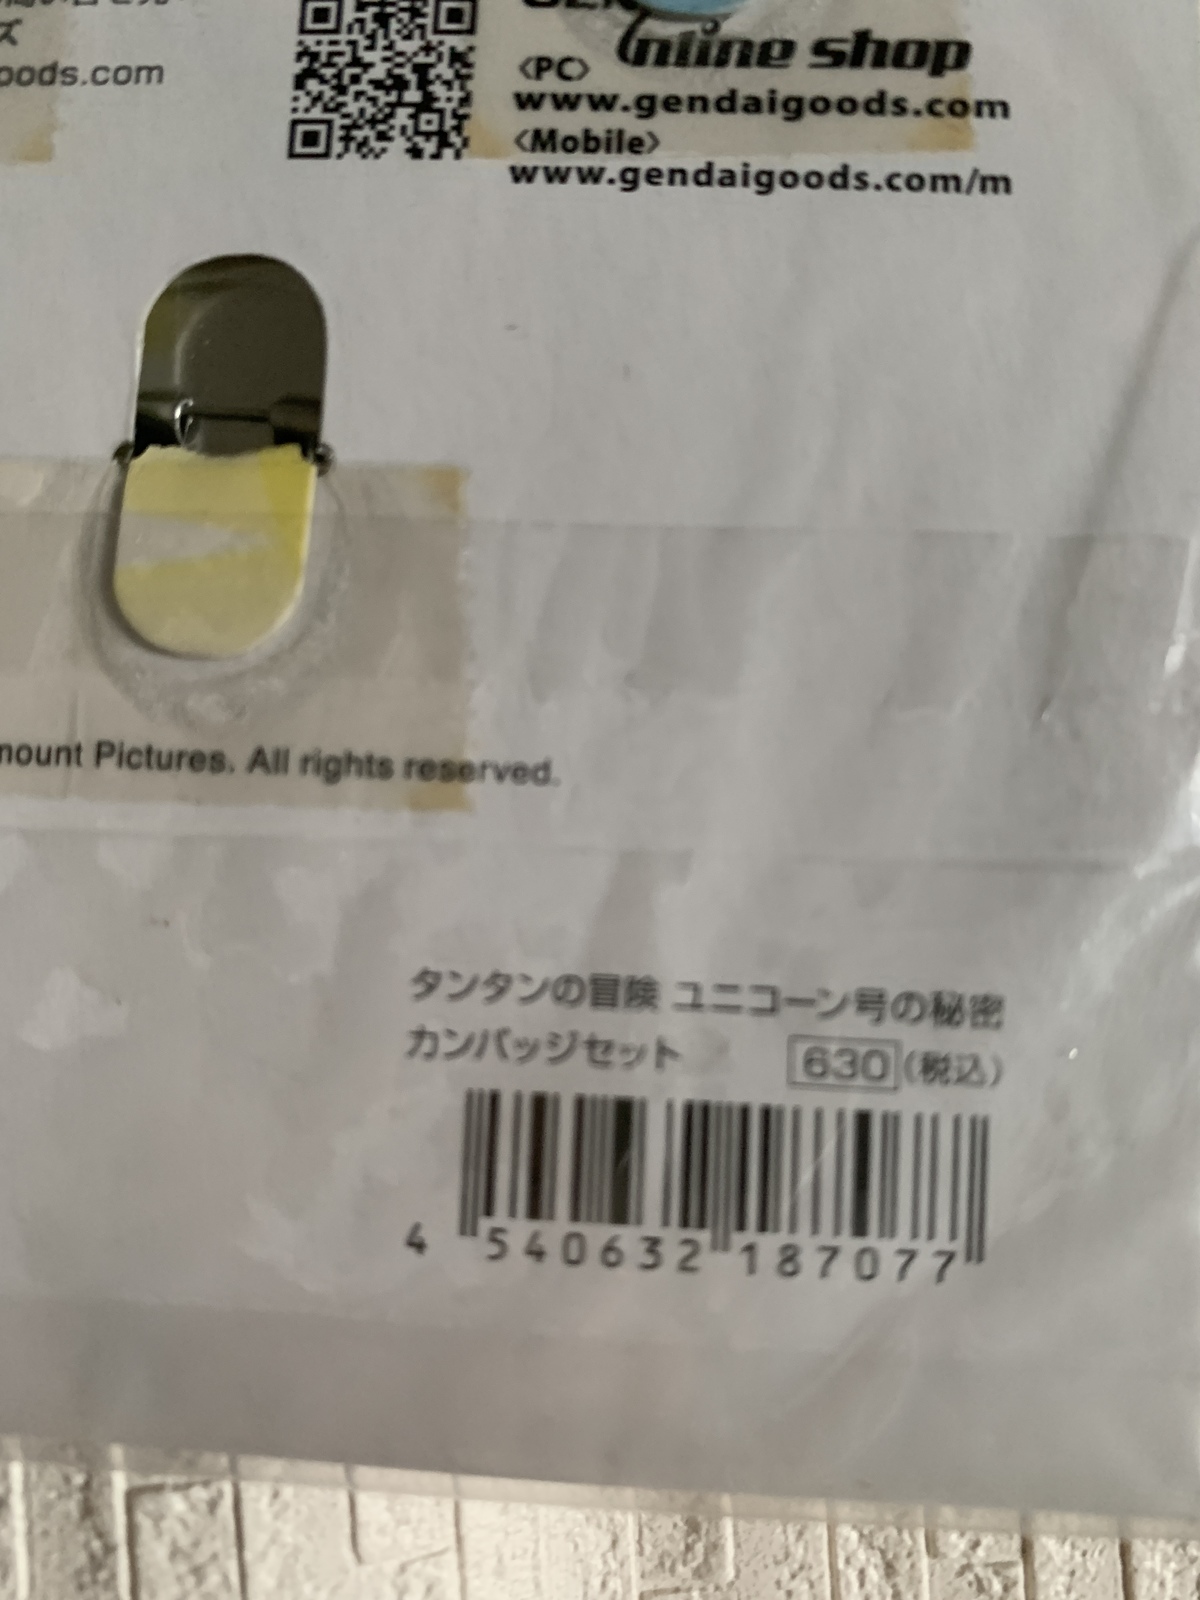 ズ
oods.com
Online shop
〈PC〉
www.gendaigoods.com
〈Mobile〉
www.gendaigoods.com/m
mount Pictures. All rights reserved.
タンタンの冒険 ユニコーン号の秘密
カンバッジセット 630 (税込)
4 540632 187077